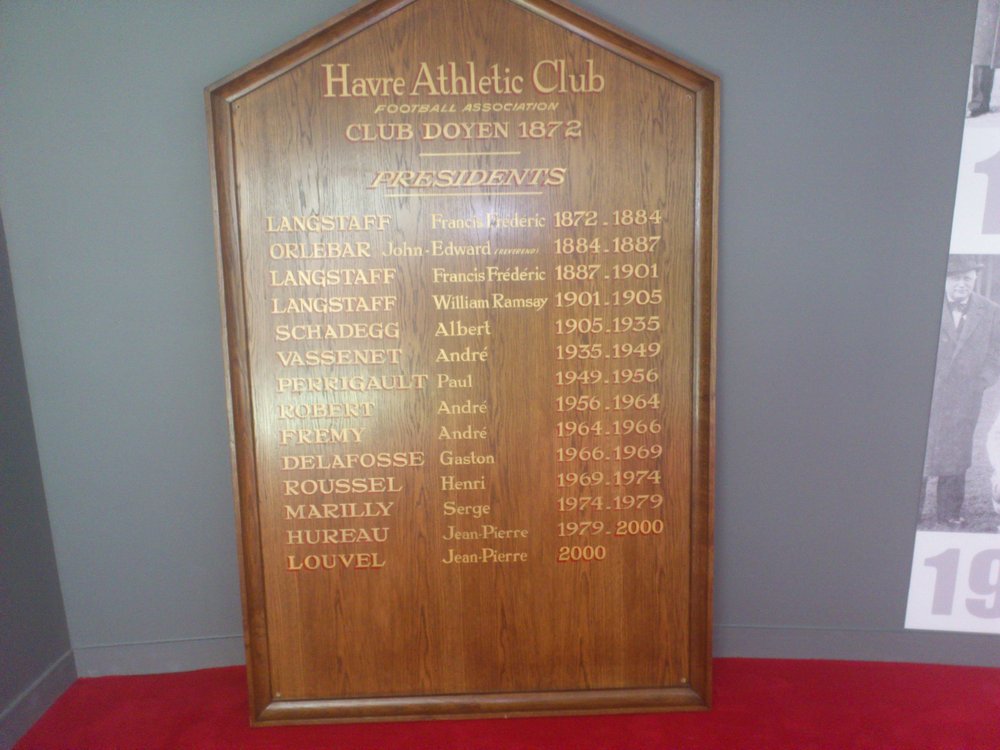 Havre Athletic Club
FOOTBALL ASSOCIATION
CLUB DOYEN 1872
PRESIDENTS
LANGSTAFF Francis Frédéric 1872.1884
ORLEBAR John-Edward (REVEREND) 1884.1887
LANGSTAFF Francis Frédéric 1887.1901
LANGSTAFF William Ramsay 1901.1905
SCHADEGG Albert 1905.1935
VASSENET André 1935.1949
PERRIGAULT Paul 1949.1956
ROBERT André 1956.1964
FREMY André 1964.1966
DELAFOSSE Gaston 1966.1969
ROUSSEL Henri 1969.1974
MARILLY Serge 1974.1979
HUREAU Jean-Pierre 1979.2000
LOUVEL Jean-Pierre 2000